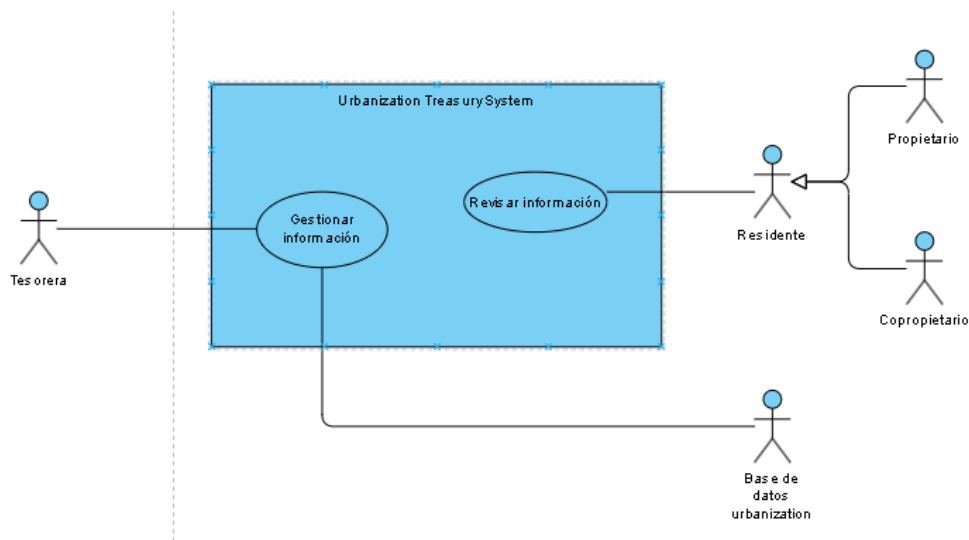 Urbanization Treasury System
Propietario
Revisar información
Gestionar
información
Residente
Tesorera
Copropietario
Base de
datos
urbanization